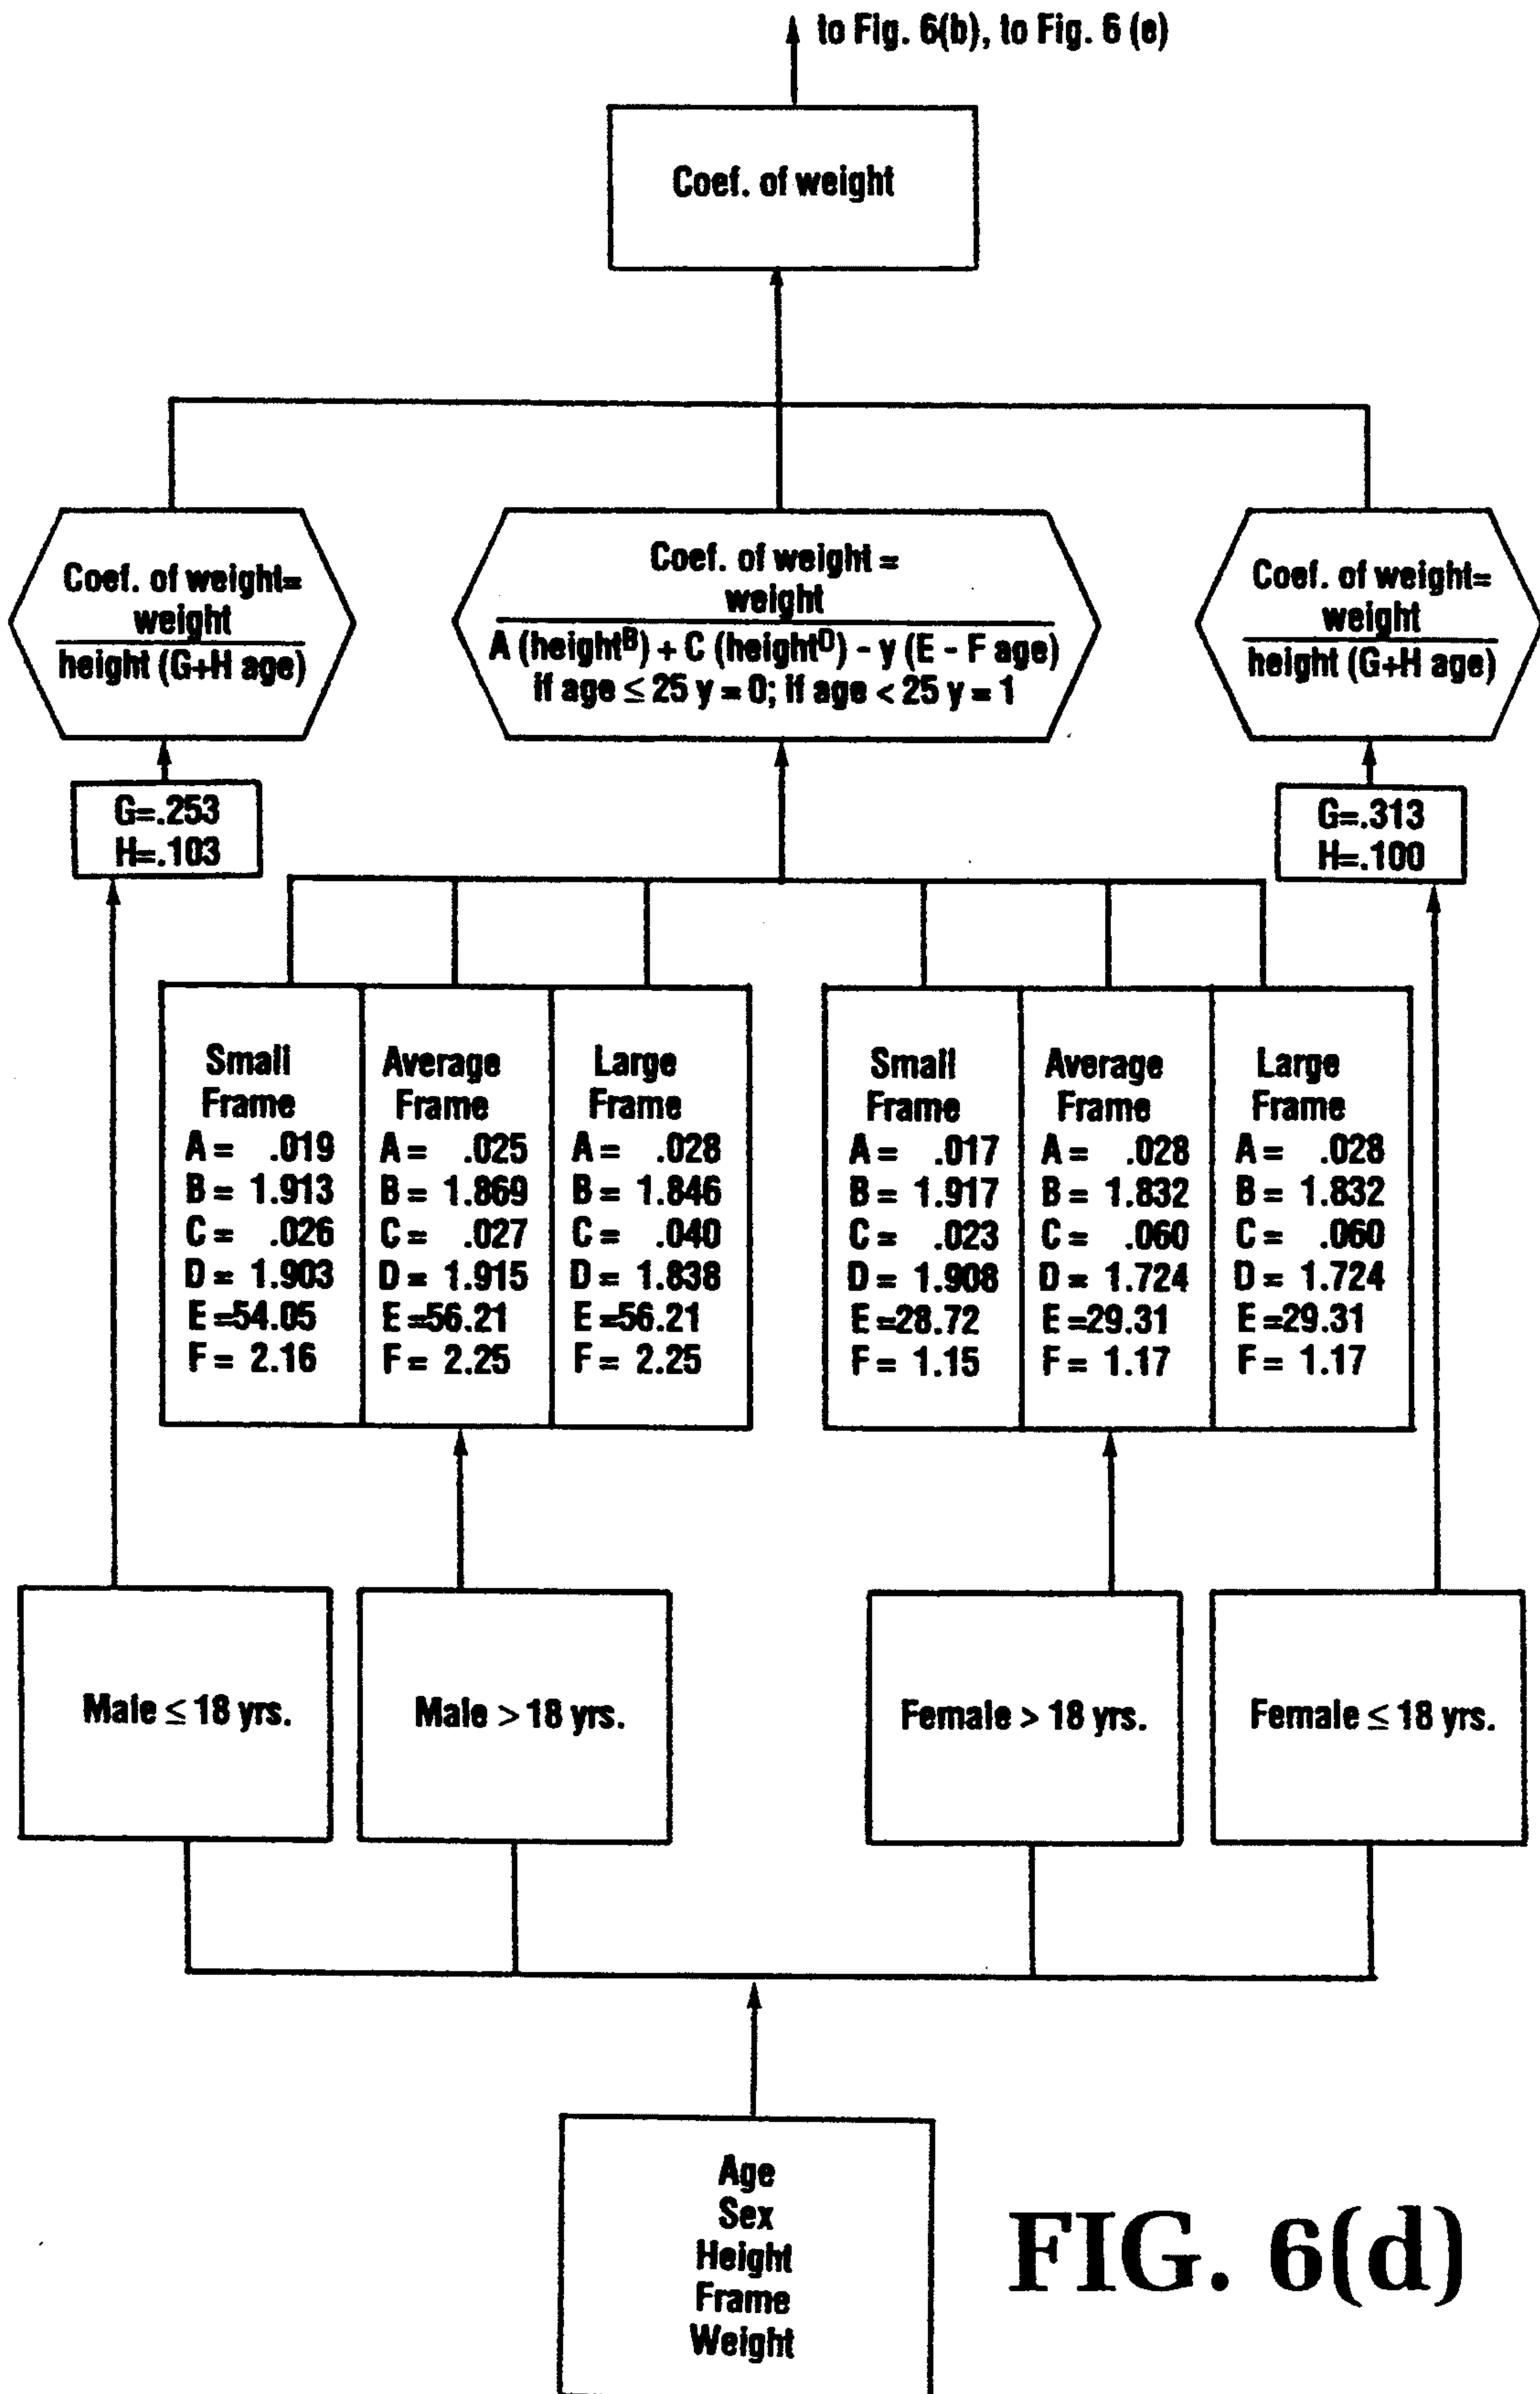 to Fig. 6(b), to Fig. 6 (e)
Coef. of weight
Coef. of weight=
weight
height (G+H age)
Coef. of weight =
weight
A (height^B) + C (height^D) - y (E - F age)
if age ≤ 25 y = 0; if age < 25 y = 1
Coef. of weight=
weight
height (G+H age)
G=.253
H=.103
G=.313
H=.100
Small
Frame
A = .019
B = 1.913
C = .026
D = 1.903
E =54.05
F = 2.16
Average
Frame
A = .025
B = 1.869
C = .027
D = 1.915
E =56.21
F = 2.25
Large
Frame
A = .028
B = 1.846
C = .040
D = 1.838
E =56.21
F = 2.25
Small
Frame
A = .017
B = 1.917
C = .023
D = 1.908
E =28.72
F = 1.15
Average
Frame
A = .028
B = 1.832
C = .060
D = 1.724
E =29.31
F = 1.17
Large
Frame
A = .028
B = 1.832
C = .060
D = 1.724
E =29.31
F = 1.17
Male ≤ 18 yrs.
Male > 18 yrs.
Female > 18 yrs.
Female ≤ 18 yrs.
Age
Sex
Height
Frame
Weight
FIG. 6(d)